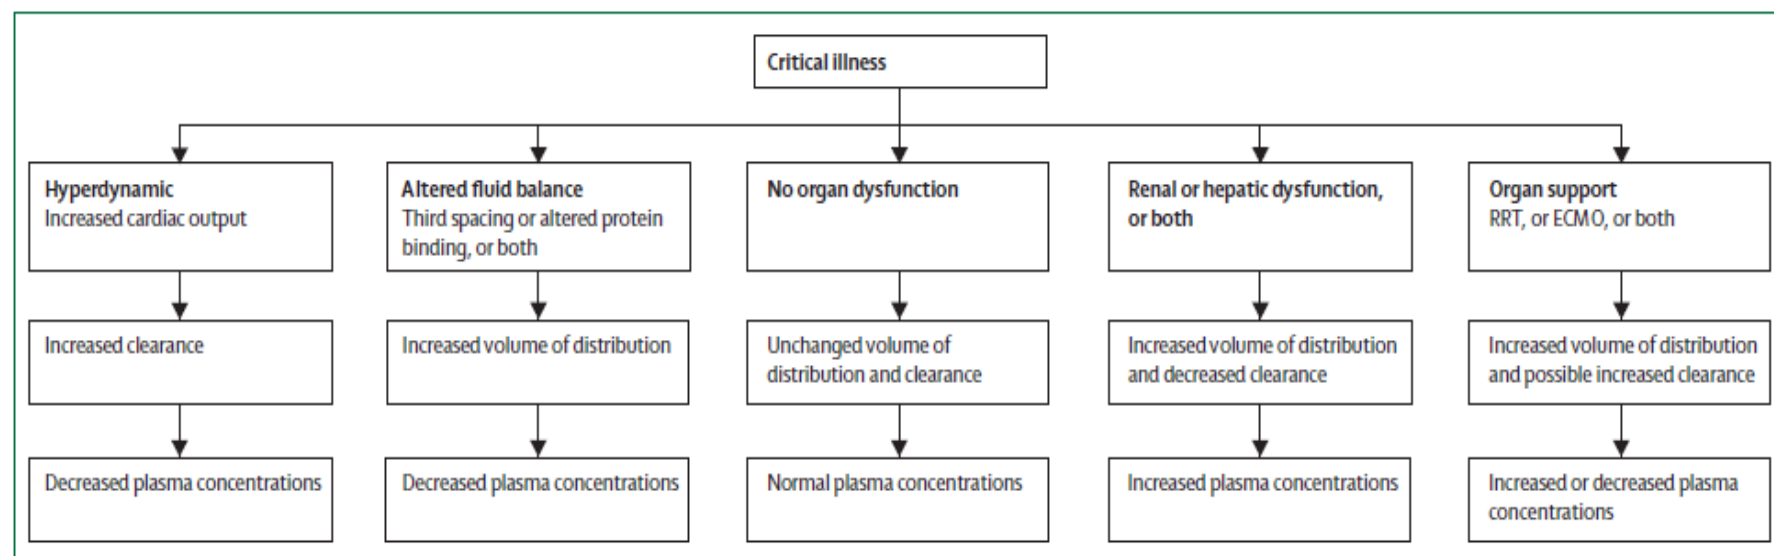 Critical illness
Hyperdynamic
Increased cardiac output
Altered fluid balance
Third spacing or altered protein
binding, or both
No organ dysfunction
Renal or hepatic dysfunction,
or both
Organ support
RRT, or ECMO, or both
Increased clearance
Increased volume of distribution
Unchanged volume of
distribution and clearance
Increased volume of distribution
and decreased clearance
Increased volume of distribution
and possible increased clearance
Decreased plasma concentrations
Decreased plasma concentrations
Normal plasma concentrations
Increased plasma concentrations
Increased or decreased plasma
concentrations